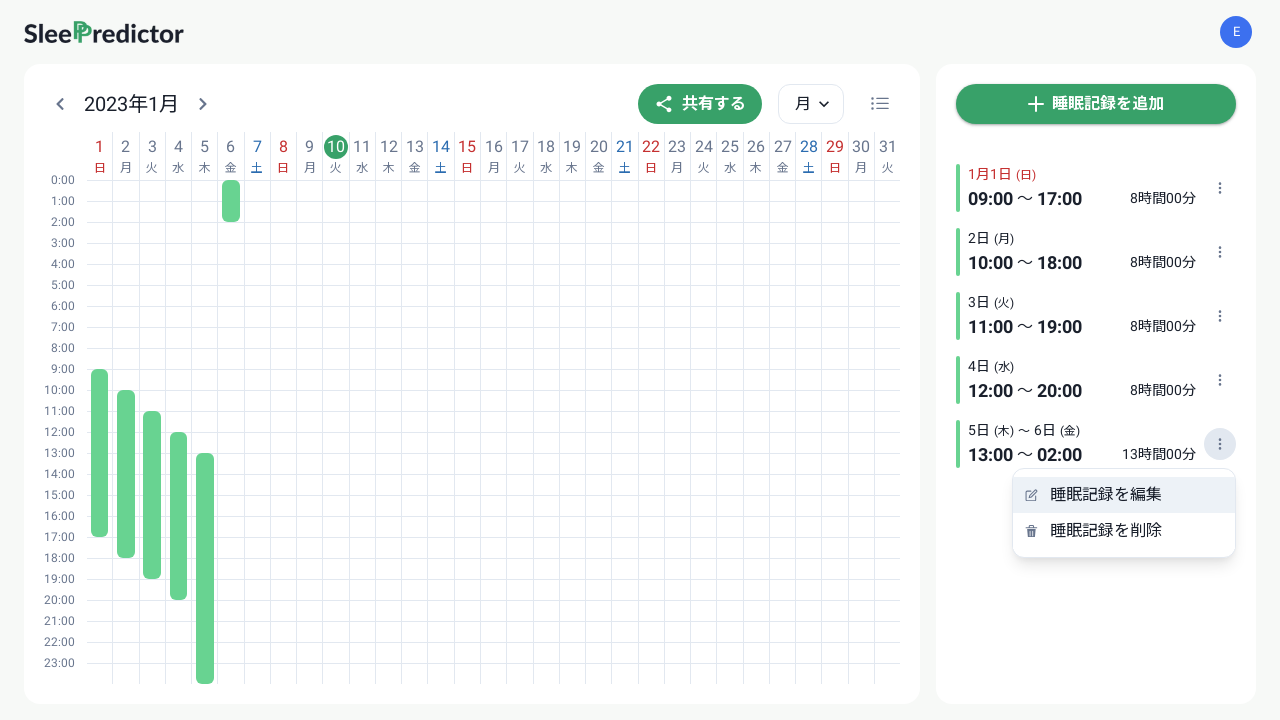 SleePredictor
E
2023年1月
共有する
月
1 2 3 4 5 6 7 8 9 10 11 12 13 14 15 16 17 18 19 20 21 22 23 24 25 26 27 28 29 30 31
日 月 火 水 木 金 土 日 月 火 水 木 金 土 日 月 火 水 木 金 土 日 月 火 水 木 金 土 日 月 火
0:00
1:00
2:00
3:00
4:00
5:00
6:00
7:00
8:00
9:00
10:00
11:00
12:00
13:00
14:00
15:00
16:00
17:00
18:00
19:00
20:00
21:00
22:00
23:00
睡眠記録を追加
1月1日 (日)
09:00 〜 17:00 8時間00分
2日 (月)
10:00 〜 18:00 8時間00分
3日 (火)
11:00 〜 19:00 8時間00分
4日 (水)
12:00 〜 20:00 8時間00分
5日 (木) 〜 6日 (金)
13:00 〜 02:00 13時間00分
睡眠記録を編集
睡眠記録を削除